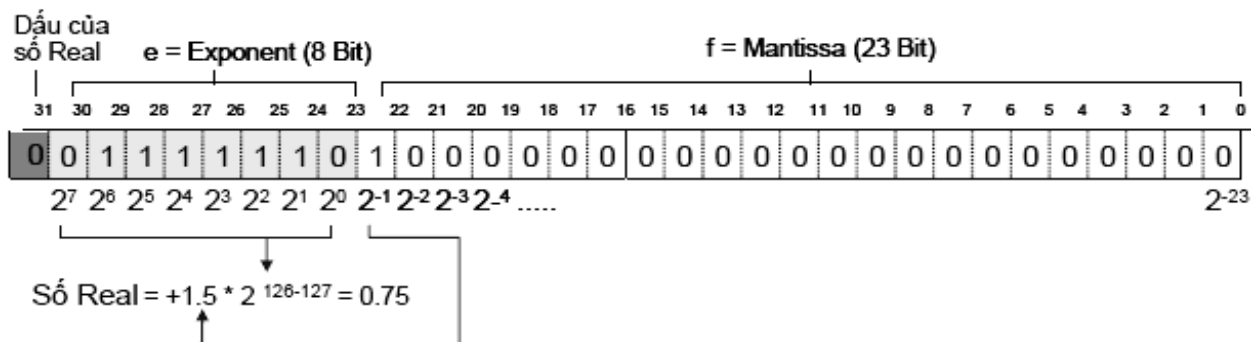 Dấu của
số Real e = Exponent (8 Bit) f = Mantissa (23 Bit)
31 30 29 28 27 26 25 24 23 22 21 20 19 18 17 16 15 14 13 12 11 10 9 8 7 6 5 4 3 2 1 0
0 0 1 1 1 1 1 1 0 1 0 0 0 0 0 0 0 0 0 0 0 0 0 0 0 0 0 0 0 0 0 0
2⁷ 2⁶ 2⁵ 2⁴ 2³ 2² 2¹ 2⁰ 2⁻¹ 2⁻² 2⁻³ 2₋⁴ ..... 2⁻²³
Số Real = +1.5 * 2 ¹²⁶⁻¹²⁷ = 0.75